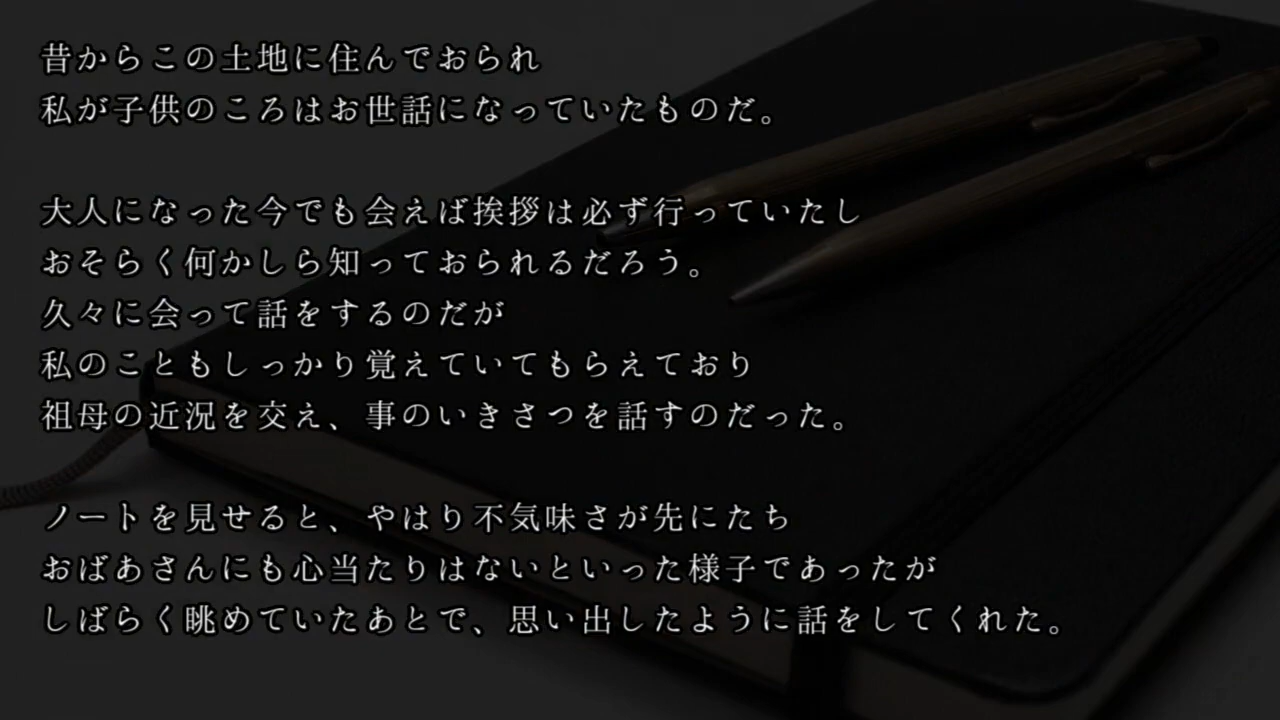 昔からこの土地に住んでおられ
私が子供のころはお世話になっていたものだ。
大人になった今でも会えば挨拶は必ず行っていたし
おそらく何かしら知っておられるだろう。
久々に会って話をするのだが
私のこともしっかり覚えていてもらえており
祖母の近況を交え、事のいきさつを話すのだった。
ノートを見せると、やはり不気味さが先にたち
おばあさんにも心当たりはないといった様子であったが
しばらく眺めていたあとで、思い出したように話をしてくれた。